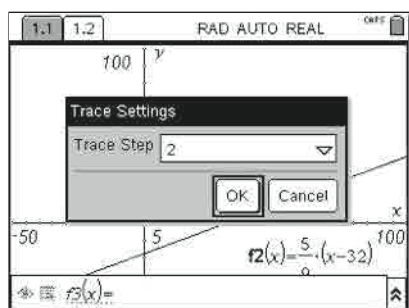 1.1 1.2 RAD AUTO REAL
100 y
Trace Settings
Trace Step 2
OK Cancel
x
-50 5 100
f2(x)=5/9·(x-32)
f3(x)=